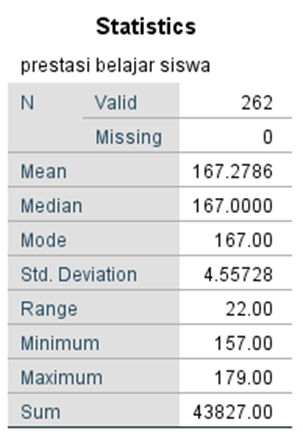 Statistics
prestasi belajar siswa
N Valid 262
Missing 0
Mean 167.2786
Median 167.0000
Mode 167.00
Std. Deviation 4.55728
Range 22.00
Minimum 157.00
Maximum 179.00
Sum 43827.00